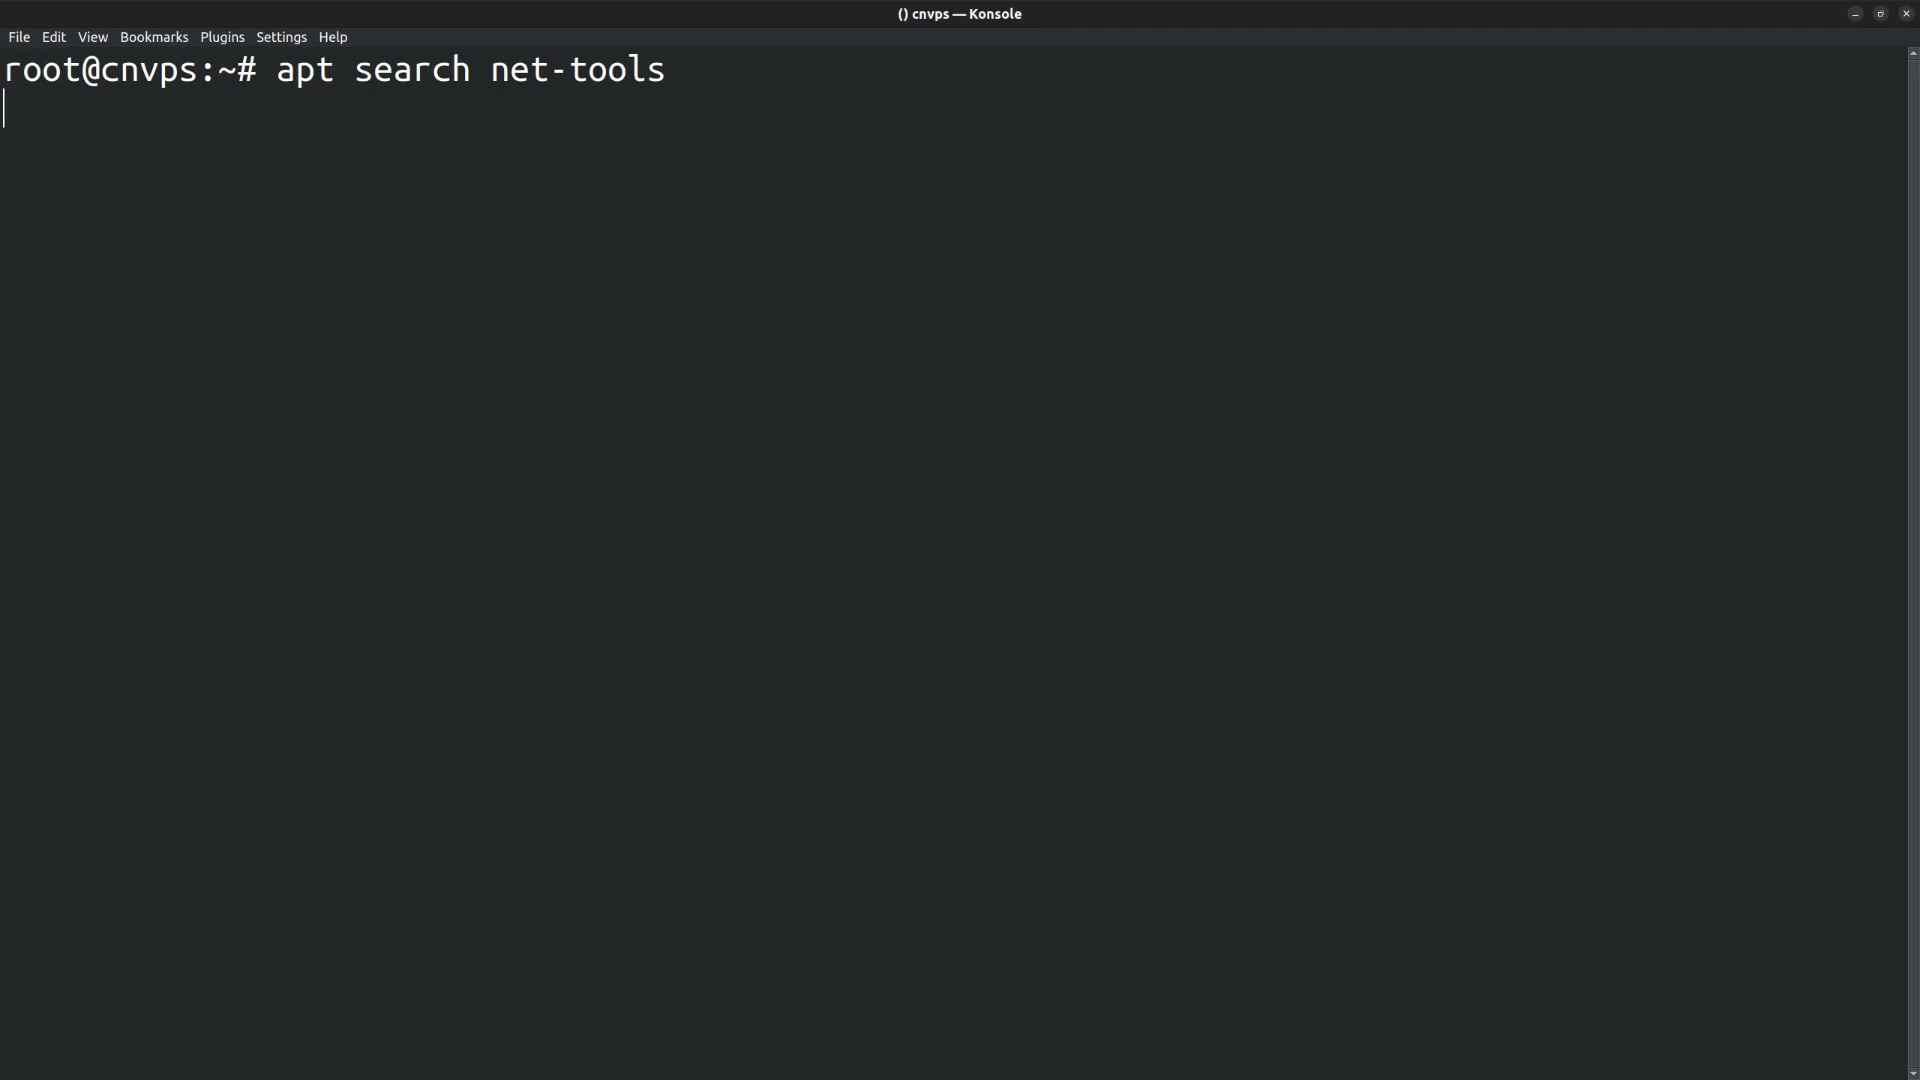 () cnvps — Konsole
File Edit View Bookmarks Plugins Settings Help
root@cnvps:~# apt search net-tools